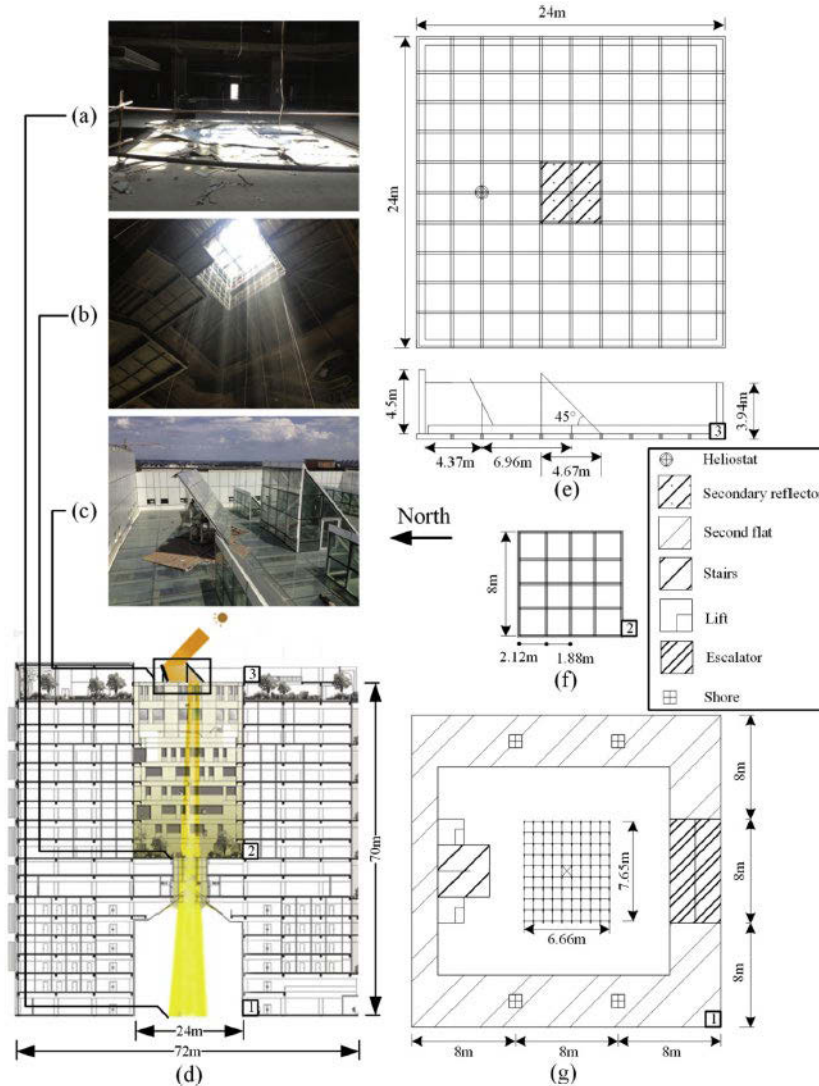 (a)
(b)
(c)
24m
24m
4.5m
45°
3
3.94m
4.37m
6.96m
4.67m
(e)
North
8m
2
2.12m
1.88m
(f)
Heliostat
Secondary reflector
Second flat
Stairs
Lift
Escalator
Shore
3
2
1
70m
24m
72m
(d)
7.65m
6.66m
8m
8m
8m
1
8m
8m
8m
(g)